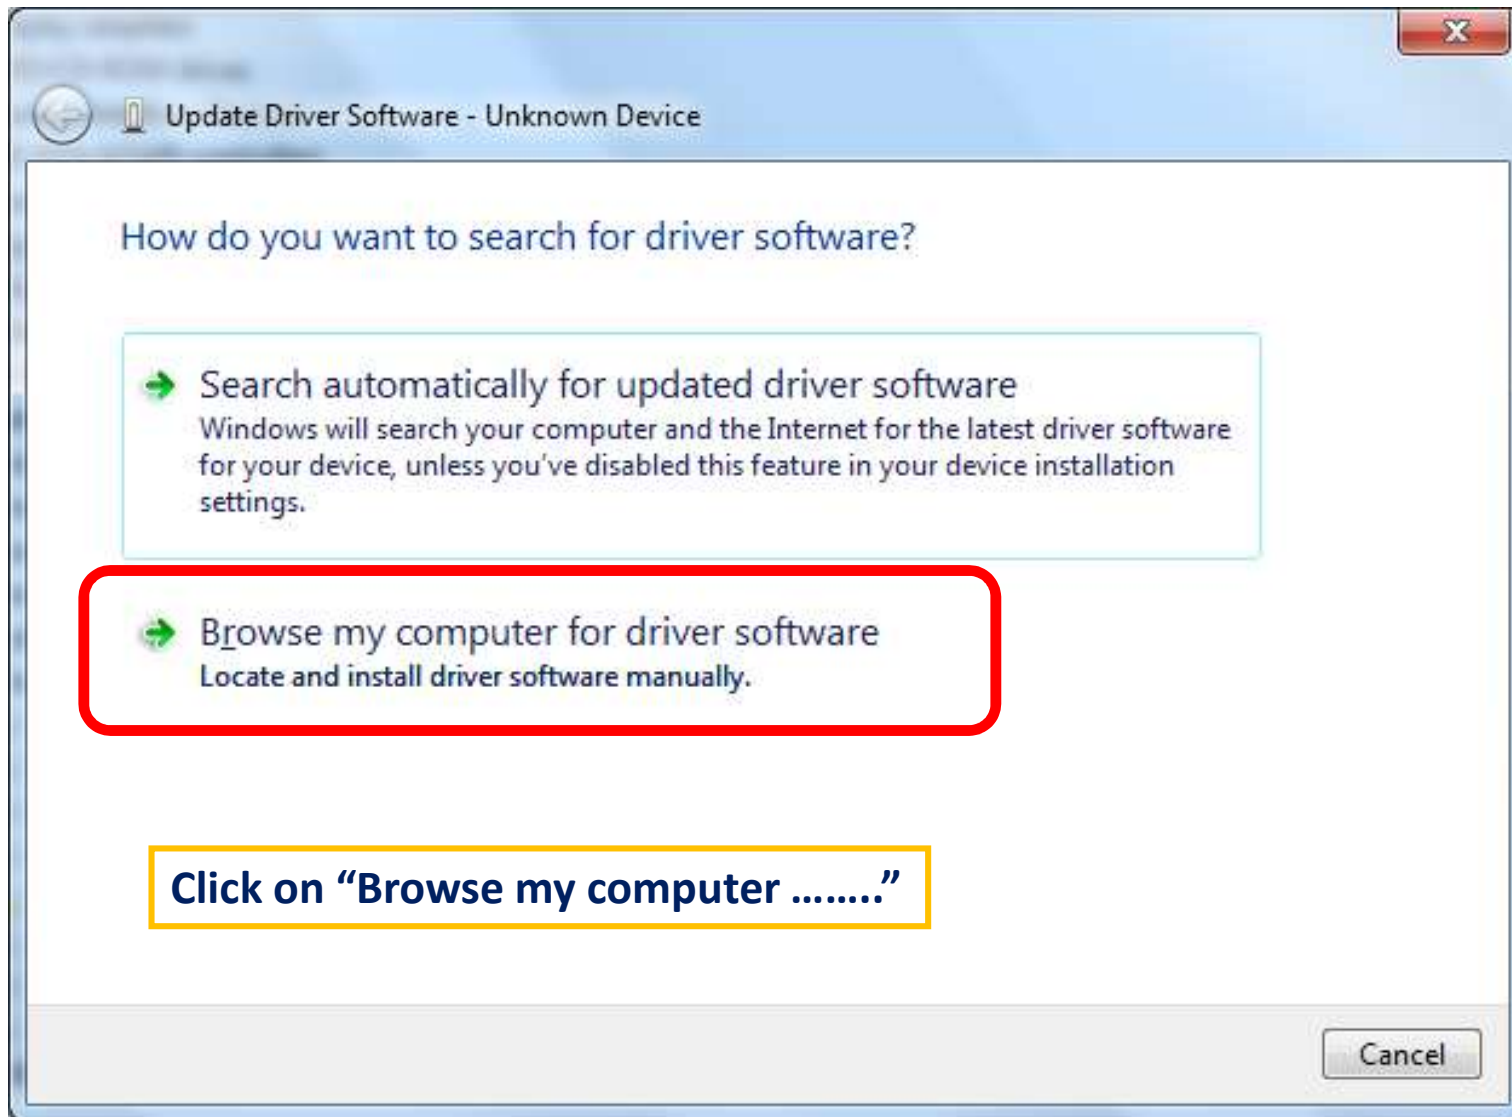 Update Driver Software - Unknown Device
How do you want to search for driver software?
Search automatically for updated driver software
Windows will search your computer and the Internet for the latest driver software
for your device, unless you've disabled this feature in your device installation
settings.
Browse my computer for driver software
Locate and install driver software manually.
Click on “Browse my computer ........”
Cancel